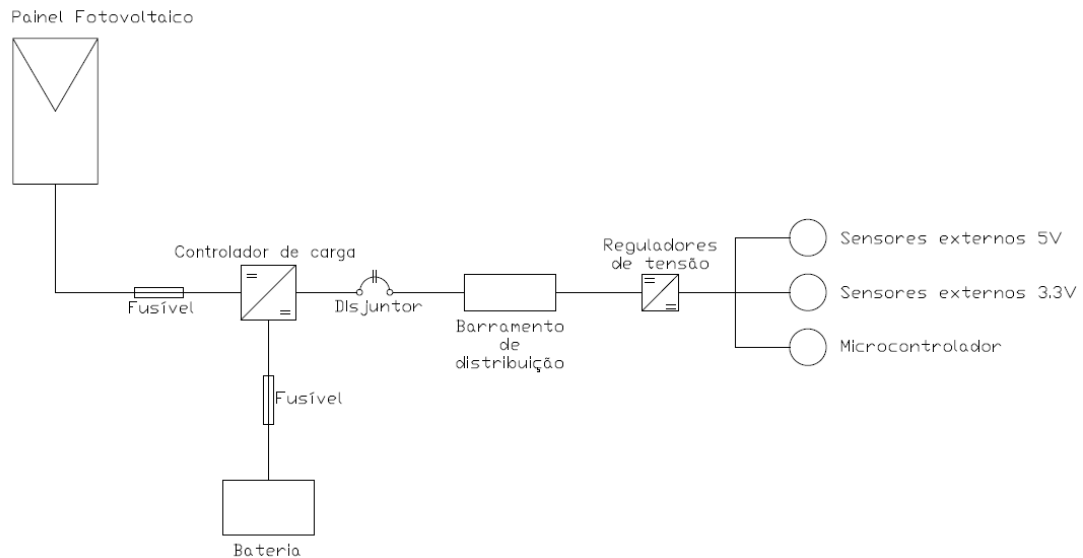 Painel Fotovoltaico
Controlador de carga
Fusível
Disjuntor
Barramento
de
distribuição
Reguladores
de tensão
Sensores externos 5V
Sensores externos 3.3V
Microcontrolador
Fusível
Bateria